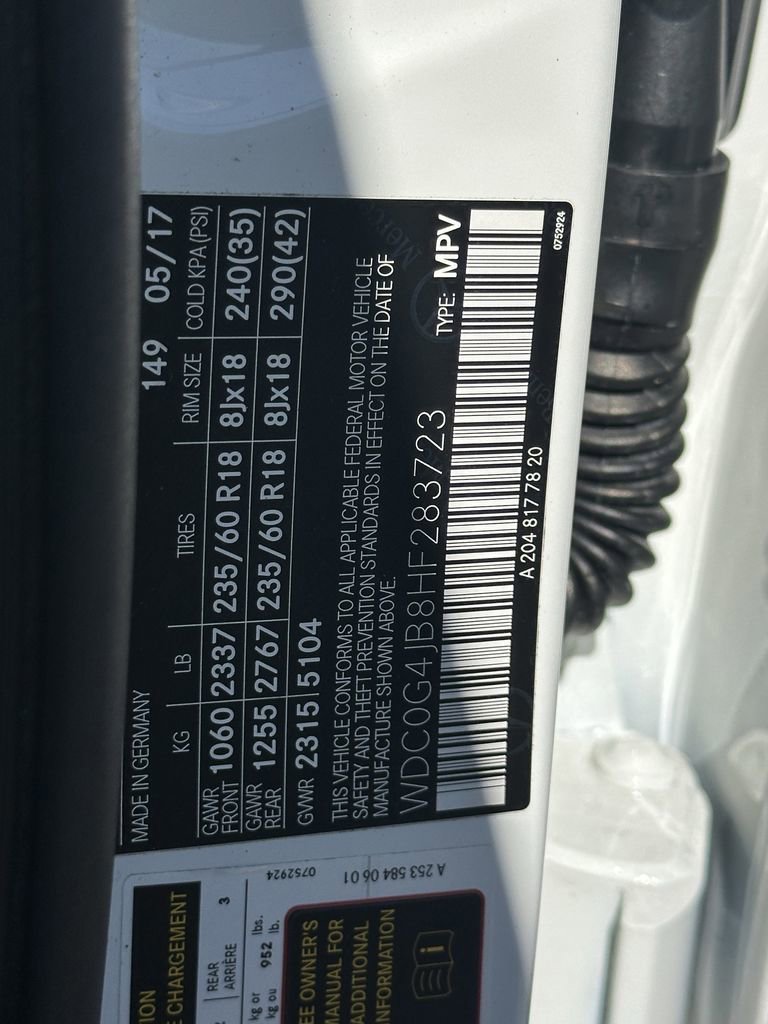 MADE IN GERMANY 149 05/17
KG LB TIRES RIM SIZE COLD KPA (PSI)
GAWR
FRONT 1060 2337 235/60 R18 8Jx18 240(35)
GAWR
REAR 1255 2767 235/60 R18 8Jx18 290(42)
GVWR 2315 5104
THIS VEHICLE CONFORMS TO ALL APPLICABLE FEDERAL MOTOR VEHICLE
SAFETY AND THEFT PREVENTION STANDARDS IN EFFECT ON THE DATE OF
MANUFACTURE SHOWN ABOVE.
WDC0G4JB8HF283723 TYPE: MPV
A 204 817 78 20
0752924
0752924
A 253 584 06 01
CHARGEMENT
REAR 3
ARRIÈRE
kg or 952 lbs.
kg ou lb.
OWNER'S
MANUAL FOR
ADDITIONAL
INFORMATION